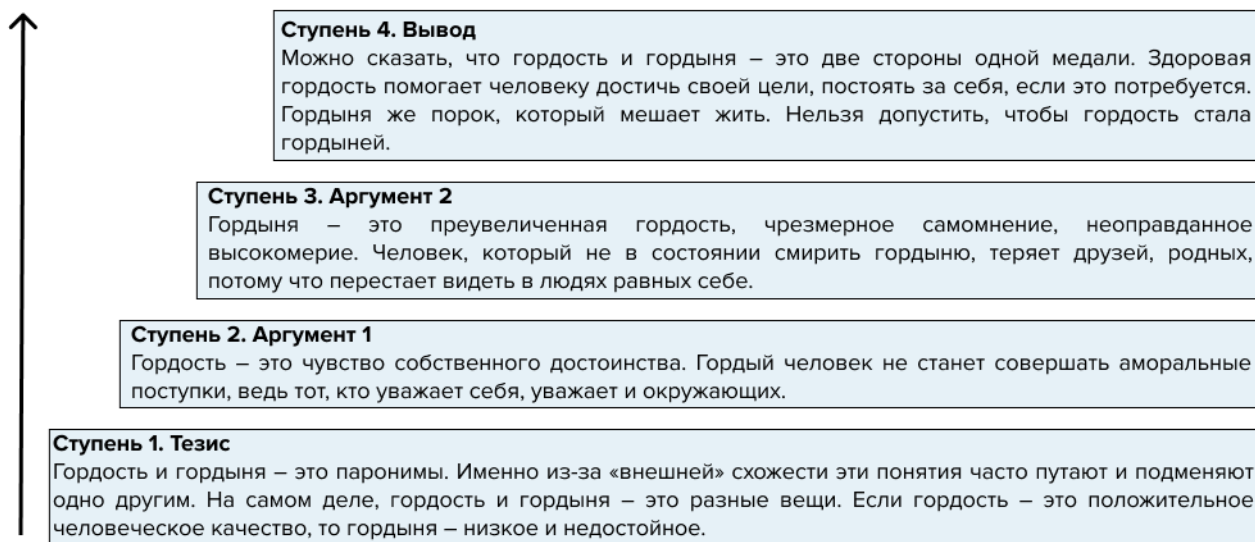 Ступень 4. Вывод
Можно сказать, что гордость и гордыня – это две стороны одной медали. Здоровая
гордость помогает человеку достичь своей цели, постоять за себя, если это потребуется.
Гордыня же порок, который мешает жить. Нельзя допустить, чтобы гордость стала
гордыней.
Ступень 3. Аргумент 2
Гордыня – это преувеличенная гордость, чрезмерное самомнение, неоправданное
высокомерие. Человек, который не в состоянии смирить гордыню, теряет друзей, родных,
потому что перестает видеть в людях равных себе.
Ступень 2. Аргумент 1
Гордость – это чувство собственного достоинства. Гордый человек не станет совершать аморальные
поступки, ведь тот, кто уважает себя, уважает и окружающих.
Ступень 1. Тезис
Гордость и гордыня – это паронимы. Именно из-за «внешней» схожести эти понятия часто путают и подменяют
одно другим. На самом деле, гордость и гордыня – это разные вещи. Если гордость – это положительное
человеческое качество, то гордыня – низкое и недостойное.